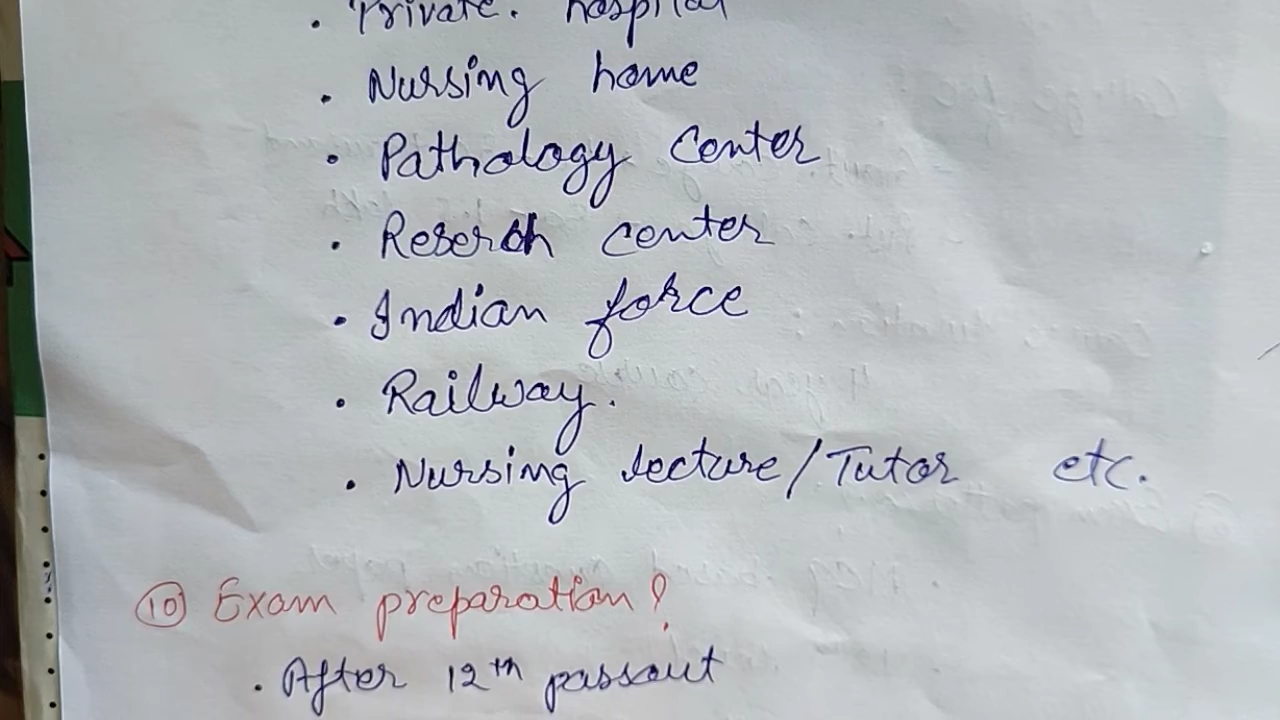 • Private. hospital
• Nursing home
• Pathology Center
• Reserch center
• Indian force
• Railway.
• Nursing lecture/Tutor etc.
⑩ Exam preparation?
• After 12th passout